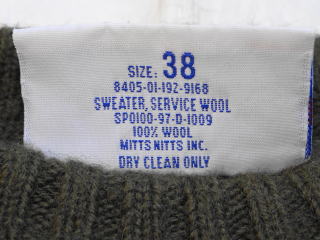 SIZE: 38
8405-01-192-9168
SWEATER, SERVICE WOOL
SPO100-97-D-1009
100% WOOL
MITTS NITTS INC.
DRY CLEAN ONLY